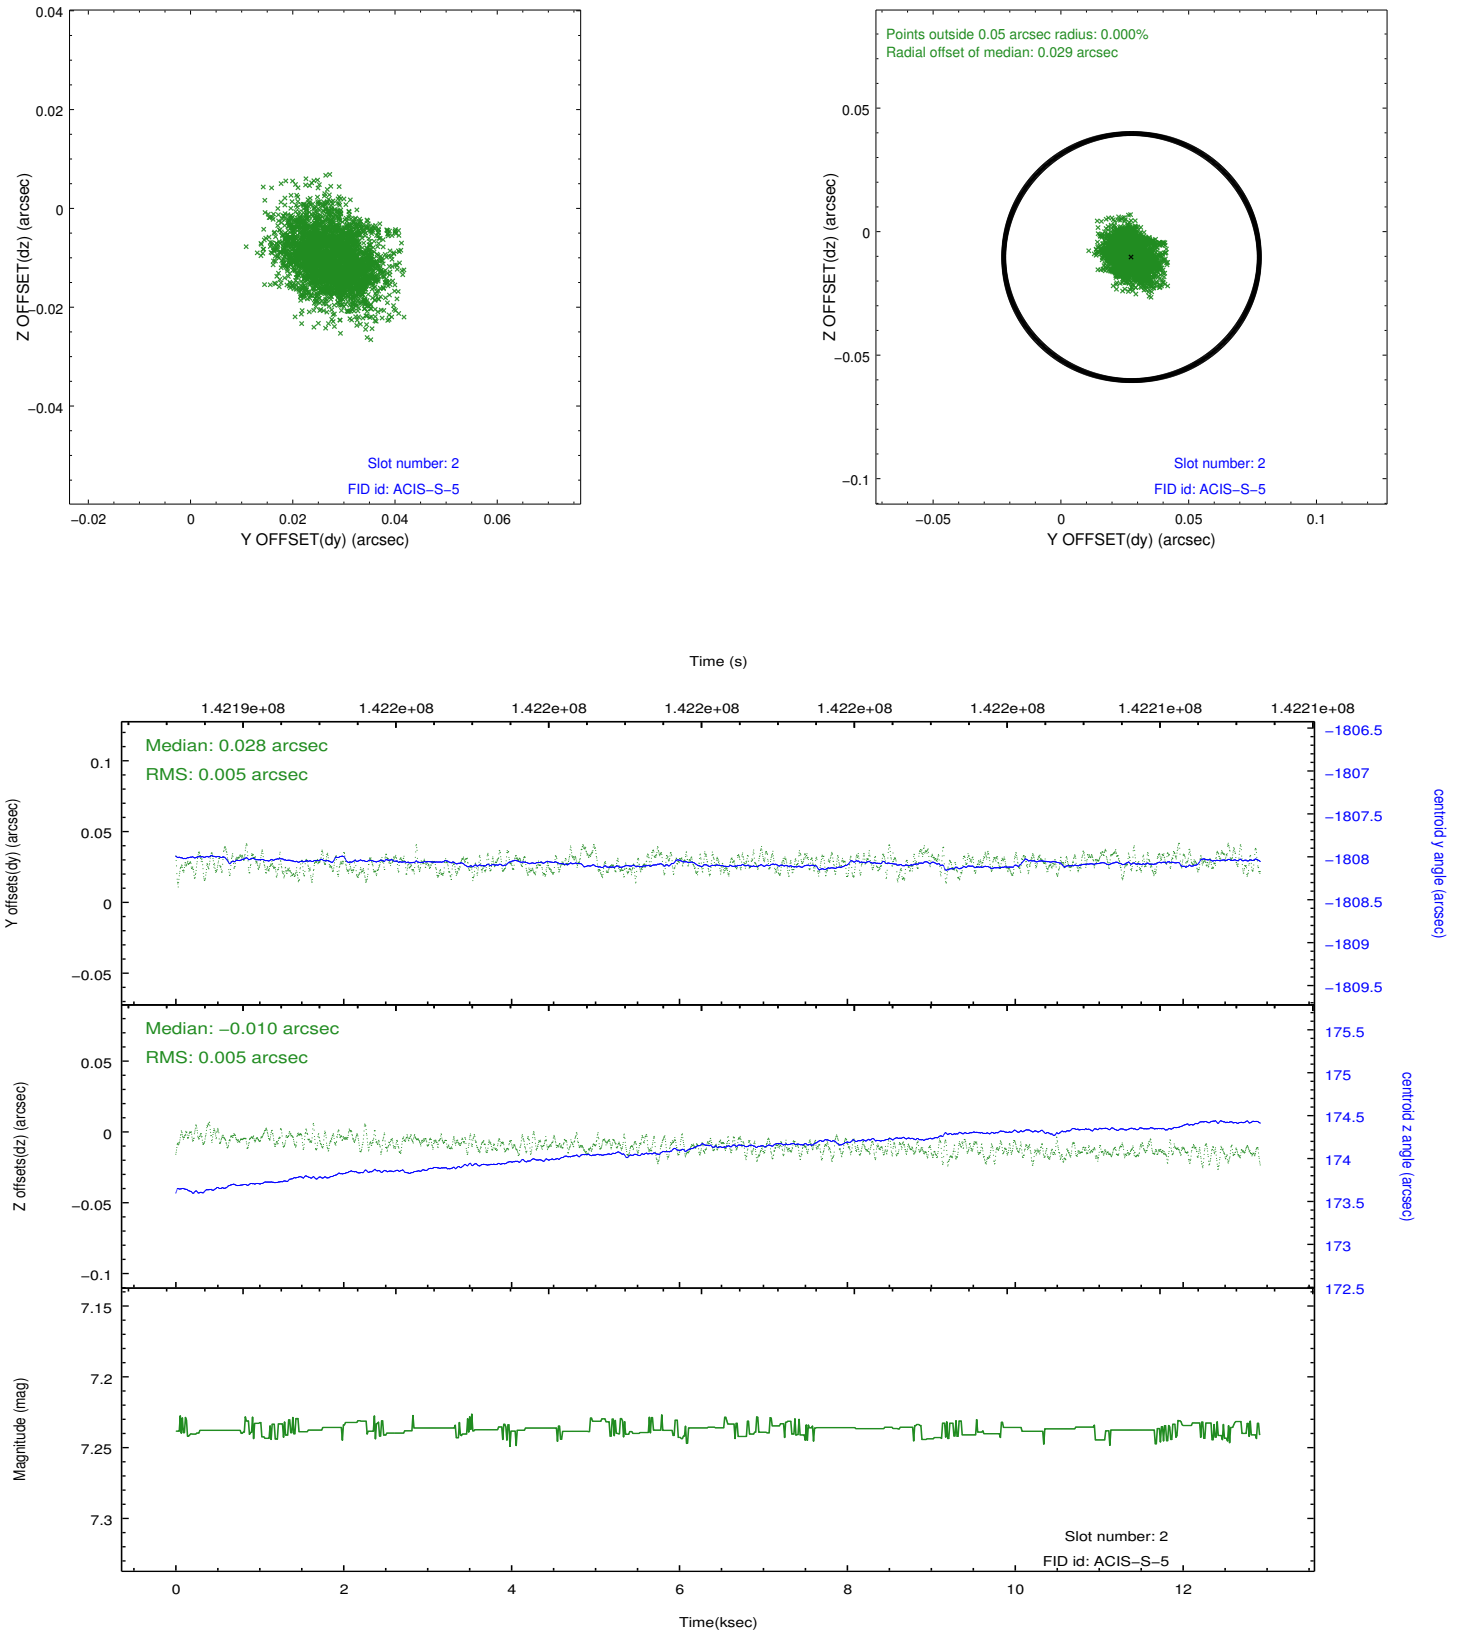 0.04
0.02
0
−0.02
−0.04
Z OFFSET(dz) (arcsec)
Slot number: 2
FID id: ACIS−S−5
−0.02
0
0.02
0.04
0.06
Y OFFSET(dy) (arcsec)
Points outside 0.05 arcsec radius: 0.000%
Radial offset of median: 0.029 arcsec
0.05
0
−0.05
−0.1
Z OFFSET(dz) (arcsec)
Slot number: 2
FID id: ACIS−S−5
−0.05
0
0.05
0.1
Y OFFSET(dy) (arcsec)
Time (s)
1.4219e+08
1.422e+08
1.422e+08
1.422e+08
1.422e+08
1.422e+08
1.4221e+08
1.4221e+08
Median: 0.028 arcsec
RMS: 0.005 arcsec
0.1
0.05
0
−0.05
Y offsets(dy) (arcsec)
−1806.5
−1807
−1807.5
−1808
−1808.5
−1809
−1809.5
centroid y angle (arcsec)
Median: −0.010 arcsec
RMS: 0.005 arcsec
0.05
0
−0.05
−0.1
Z offsets(dz) (arcsec)
175.5
175
174.5
174
173.5
173
172.5
centroid z angle (arcsec)
7.15
7.2
7.25
7.3
Magnitude (mag)
Slot number: 2
FID id: ACIS−S−5
0
2
4
6
8
10
12
Time(ksec)